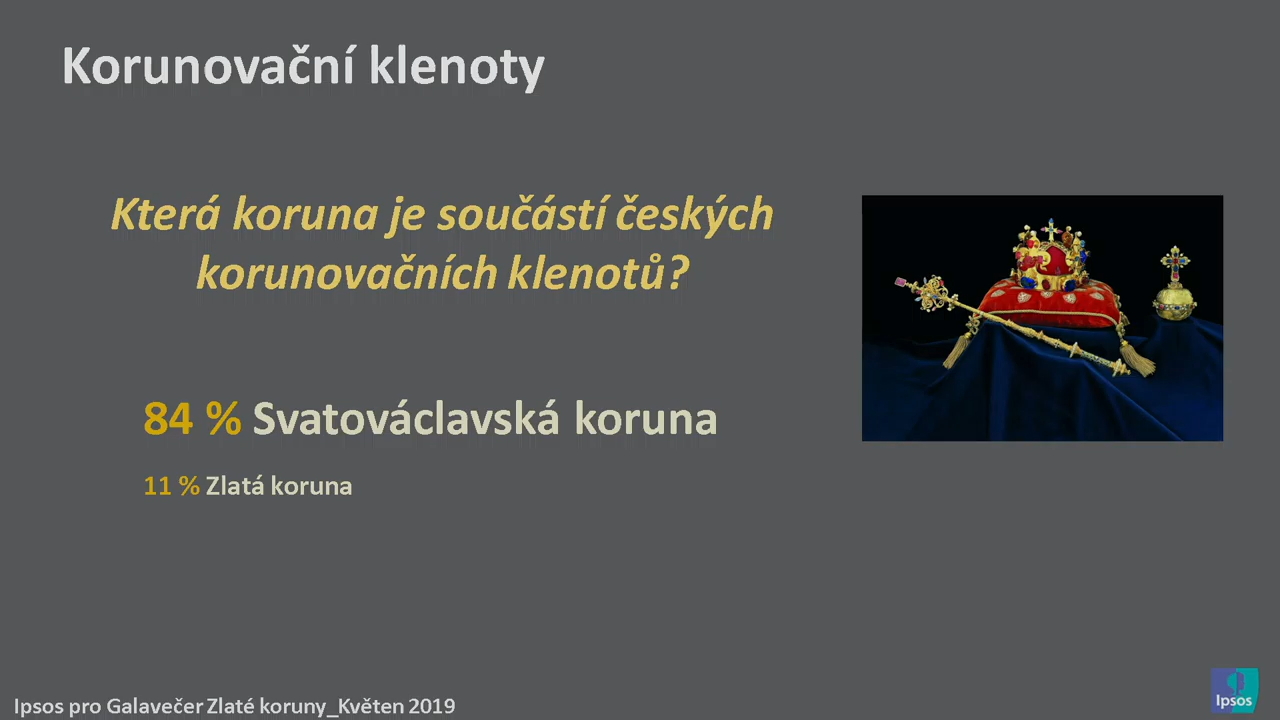 Korunovační klenoty
Která koruna je součástí českých
korunovačních klenotů?
84 % Svatováclavská koruna
11 % Zlatá koruna
Ipsos pro Galavečer Zlaté koruny_Květen 2019
Ipsos